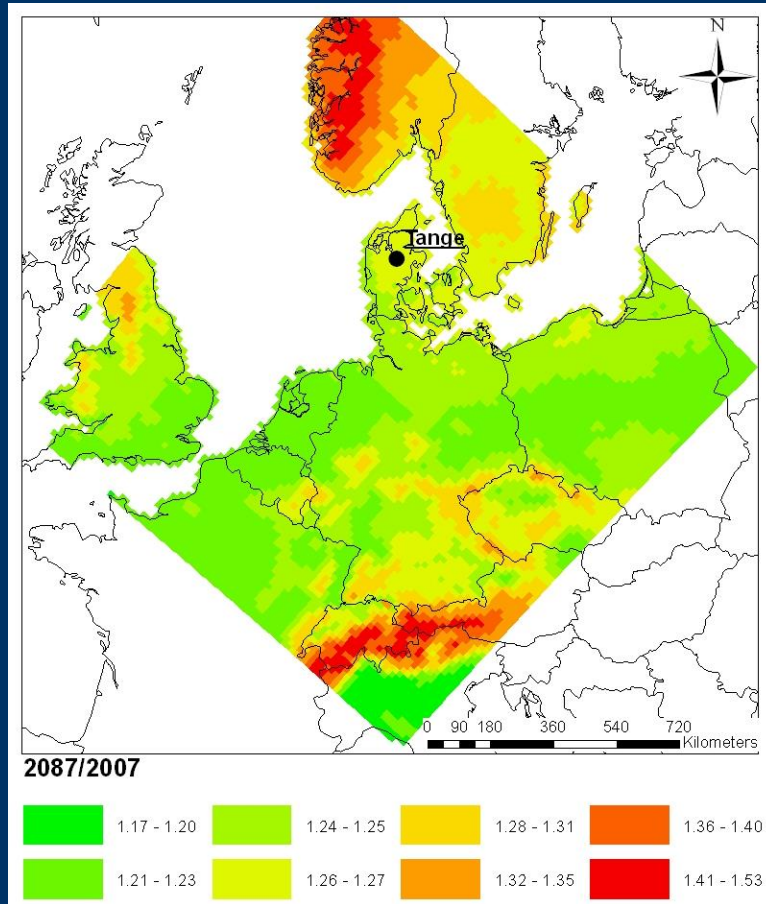 N
Tange
0 90 180 360 540 720
Kilometers
2087/2007
1.17 - 1.20 1.24 - 1.25 1.28 - 1.31 1.36 - 1.40
1.21 - 1.23 1.26 - 1.27 1.32 - 1.35 1.41 - 1.53